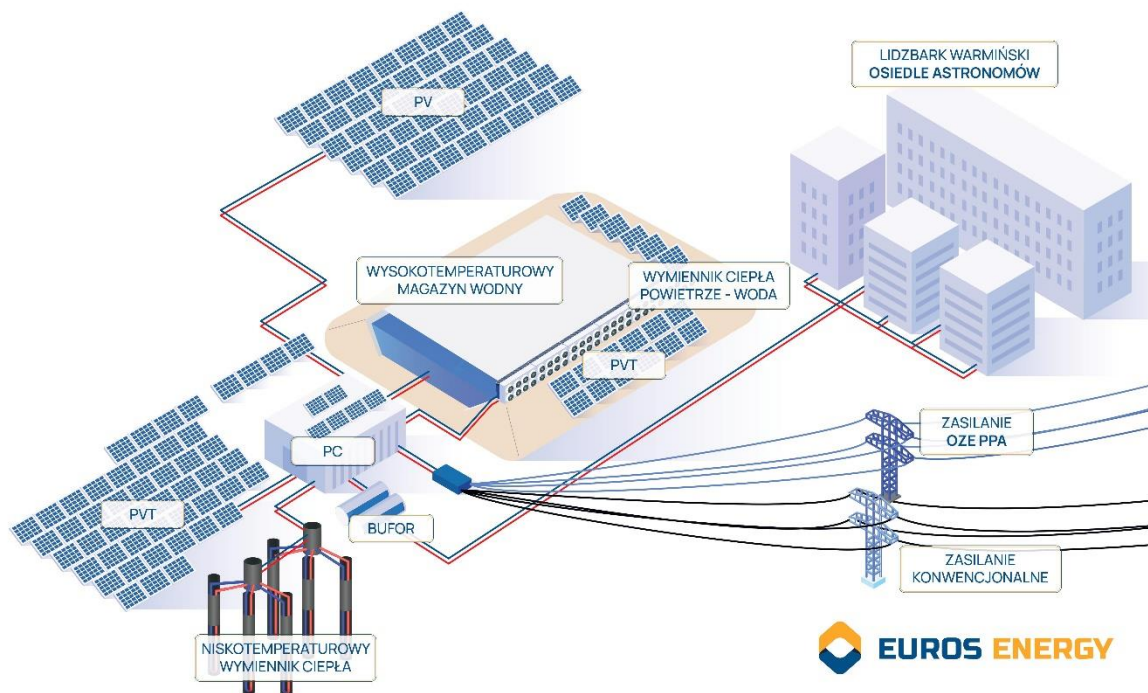 LIDZBARK WARMIŃSKI
OSIEDLE ASTRONOMÓW
PV
WYSOKOTEMPERATUROWY
MAGAZYN WODNY
WYMIENNIK CIEPŁA
POWIETRZE - WODA
PVT
ZASILANIE
OZE PPA
PC
PVT
BUFOR
ZASILANIE
KONWENCJONALNE
NISKOTEMPERATUROWY
WYMIENNIK CIEPŁA
EUROS ENERGY